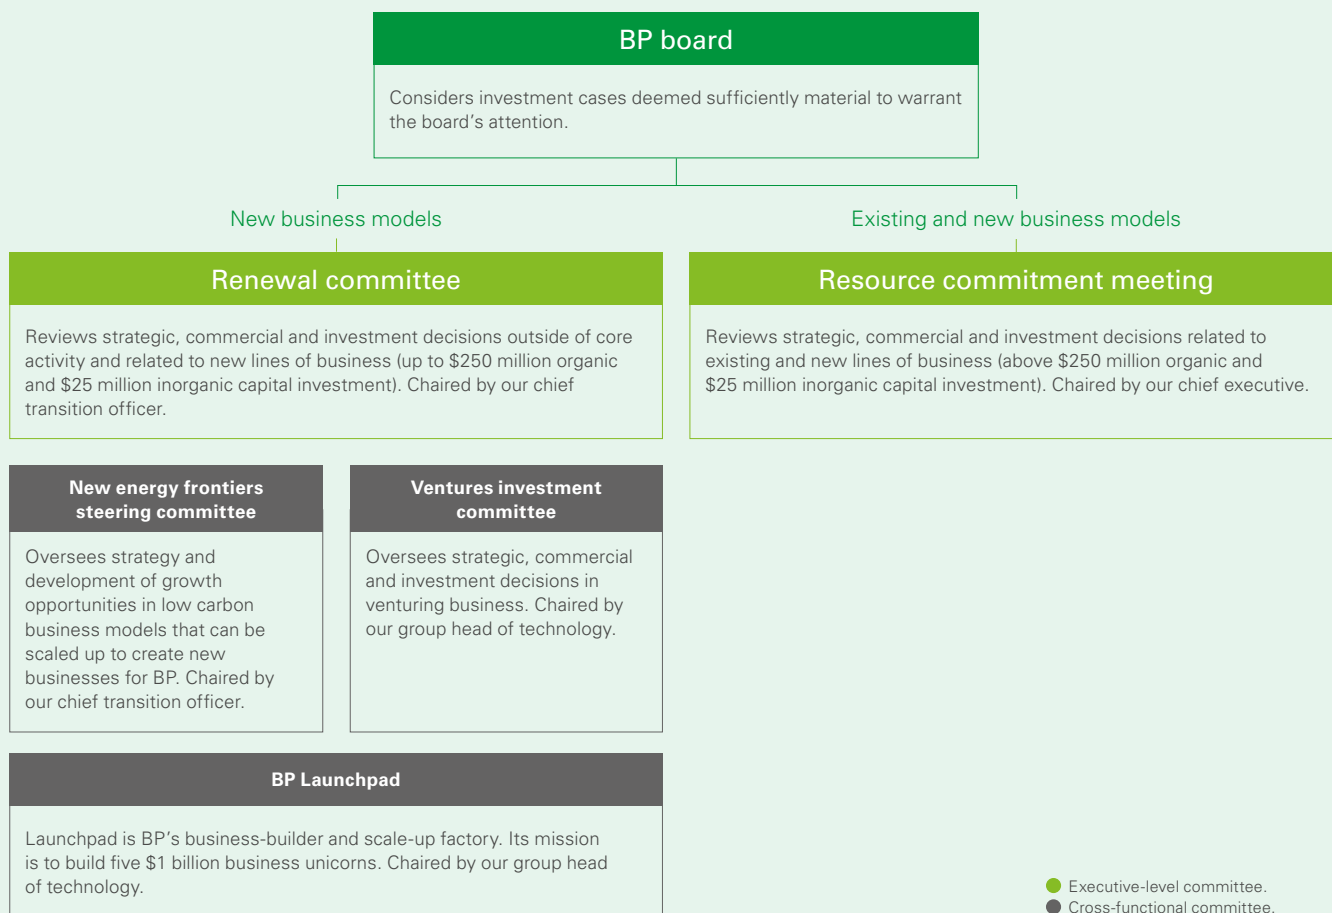 BP board
Considers investment cases deemed sufficiently material to warrant
the board's attention.
New business models
Existing and new business models
Renewal committee
Reviews strategic, commercial and investment decisions outside of core
activity and related to new lines of business (up to $250 million organic
and $25 million inorganic capital investment). Chaired by our chief
transition officer.
Resource commitment meeting
Reviews strategic, commercial and investment decisions related to
existing and new lines of business (above $250 million organic and
$25 million inorganic capital investment). Chaired by our chief executive.
New energy frontiers
steering committee
Oversees strategy and
development of growth
opportunities in low carbon
business models that can be
scaled up to create new
businesses for BP. Chaired by
our chief transition officer.
Ventures investment
committee
Oversees strategic, commercial
and investment decisions in
venturing business. Chaired by
our group head of technology.
BP Launchpad
Launchpad is BP's business-builder and scale-up factory. Its mission
is to build five $1 billion business unicorns. Chaired by our group head
of technology.
Executive-level committee.
Cross-functional committee.